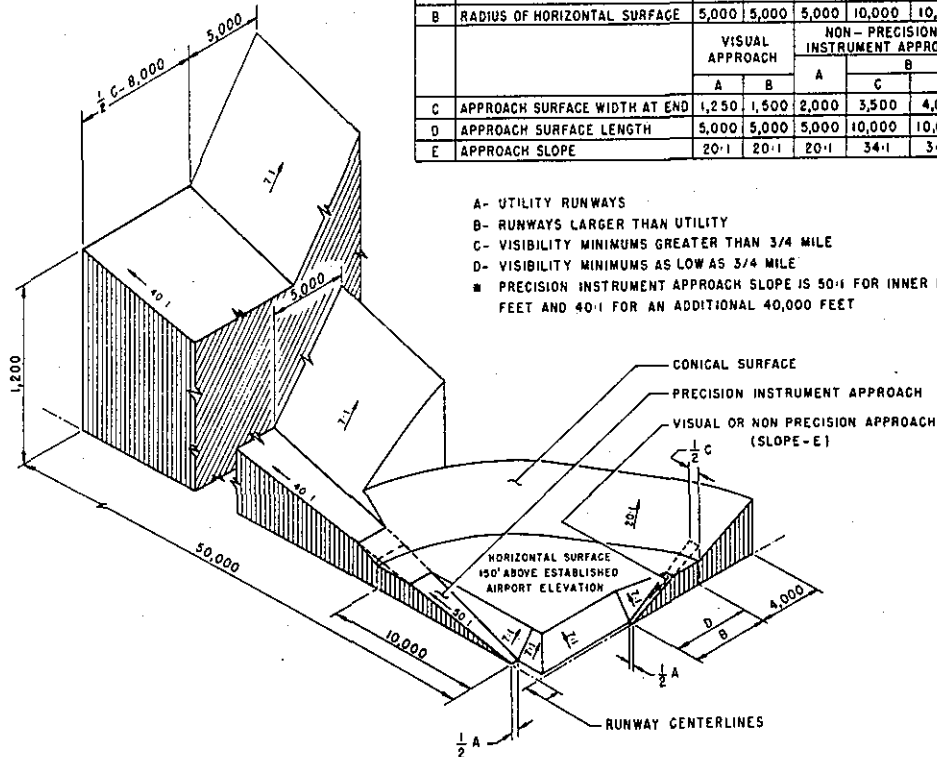 B RADIUS OF HORIZONTAL SURFACE 5,000 5,000 5,000 10,000
VISUAL APPROACH
NON-PRECISION
INSTRUMENT
A B A B
C
C APPROACH SURFACE WIDTH AT END 1,250 1,500 2,000 3,500
D APPROACH SURFACE LENGTH 5,000 5,000 5,000 10,000
E APPROACH SLOPE 20:1 20:1 20:1 34:1
A- UTILITY RUNWAYS
B- RUNWAYS LARGER THAN UTILITY
C- VISIBILITY MINIMUMS GREATER THAN 3/4 MILE
D- VISIBILITY MINIMUMS AS LOW AS 3/4 MILE
* PRECISION INSTRUMENT APPROACH SLOPE IS 50:1 FOR INNER
FEET AND 40:1 FOR AN ADDITIONAL 40,000 FEET
5,000
1/2 C-8,000
7:1
40:1
5,000
1,200
7:1
40:1
CONICAL SURFACE
PRECISION INSTRUMENT APPROACH
VISUAL OR NON PRECISION APPROACH
(SLOPE-E)
1/2 C
20:1
50,000
HORIZONTAL SURFACE
150' ABOVE ESTABLISHED
AIRPORT ELEVATION
50:1
7:1
7:1
7:1
7:1
4,000
D
B
10,000
1/2 A
RUNWAY CENTERLINES
1/2 A